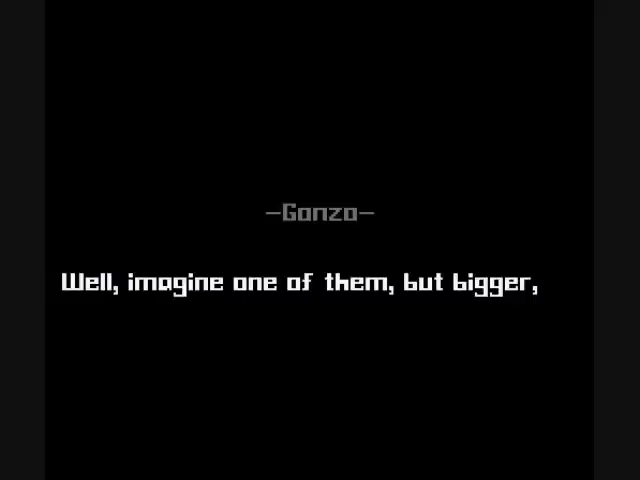 -Gonzo-
Well, imagine one of them, but bigger,